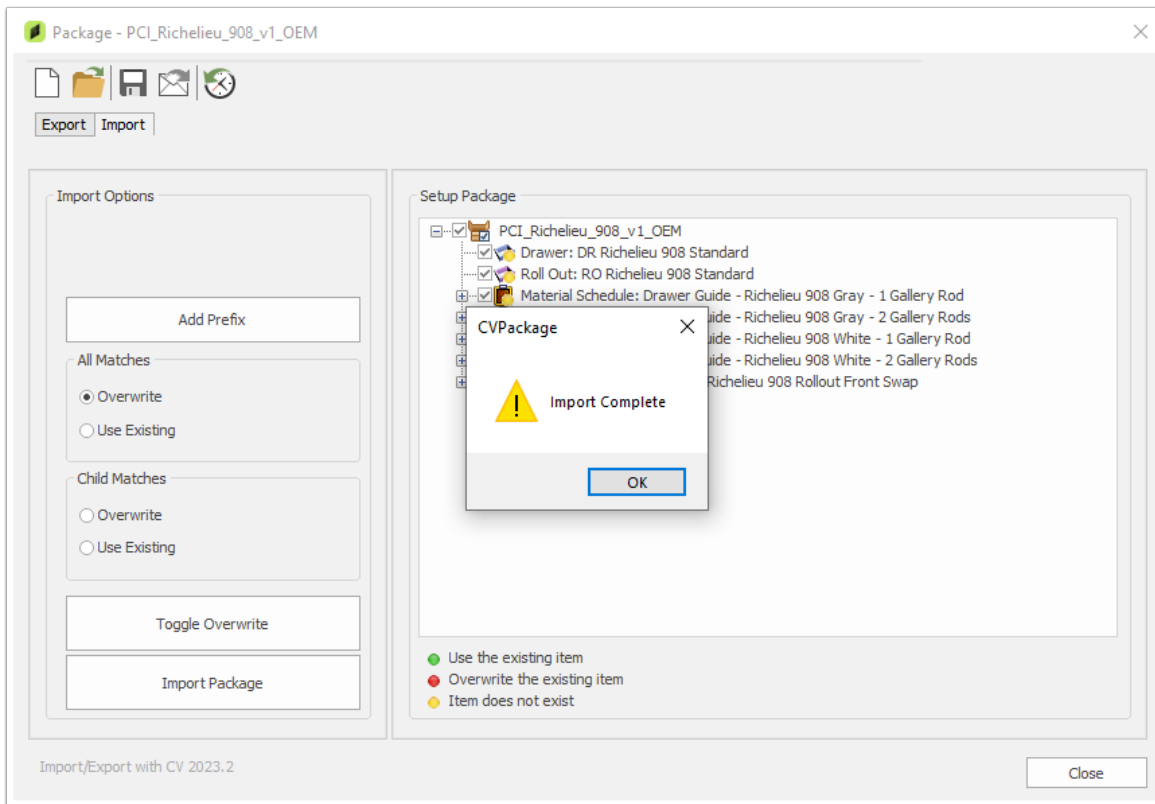 Package - PCI_Richelieu_908_v1_OEM
Export Import
Import Options
Add Prefix
All Matches
Overwrite
Use Existing
Child Matches
Overwrite
Use Existing
Toggle Overwrite
Import Package
Setup Package
PCI_Richelieu_908_v1_OEM
Drawer: DR Richelieu 908 Standard
Roll Out: RO Richelieu 908 Standard
Material Schedule: Drawer Guide - Richelieu 908 Gray - 1 Gallery Rod
uide - Richelieu 908 Gray - 2 Gallery Rods
uide - Richelieu 908 White - 1 Gallery Rod
uide - Richelieu 908 White - 2 Gallery Rods
Richelieu 908 Rollout Front Swap
CVPackage
Import Complete
OK
Use the existing item
Overwrite the existing item
Item does not exist
Import/Export with CV 2023.2
Close